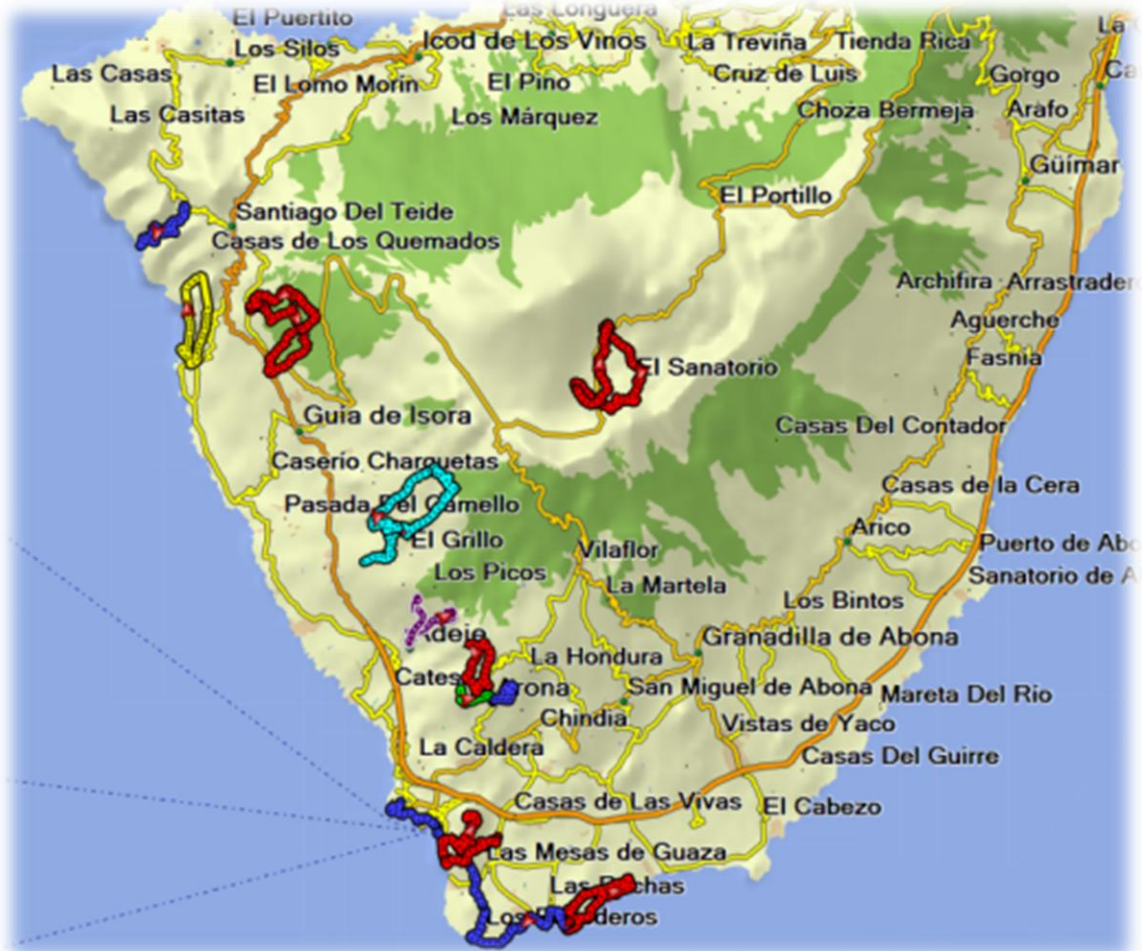 Las Longuera
El Puertito
La
Los Silos
Icod de Los Vinos
La Treviña
Tienda Rica
Las Casas
El Lomo Morin
El Pino
Cruz de Luis
Gorgo
Ca
Las Casitas
Los Márquez
Choza Bermeja
Arafo
Güímar
El Portillo
Santiago Del Teide
Casas de Los Quemados
Archifira
Arrastradero
Aguerche
El Sanatorio
Fasnia
Guia de Isora
Casas Del Contador
Caserío Charquetas
Casas de la Cera
Pasada Del Camello
Arico
El Grillo
Vilaflor
Puerto de Abo
Los Picos
La Martela
Sanatorio de A
Los Bintos
Adeje
Granadilla de Abona
La Hondura
Cates
Arona
San Miguel de Abona
Mareta Del Rio
Chindia
Vistas de Yaco
La Caldera
Casas Del Guirre
Casas de Las Vivas
El Cabezo
Las Mesas de Guaza
Las
Los